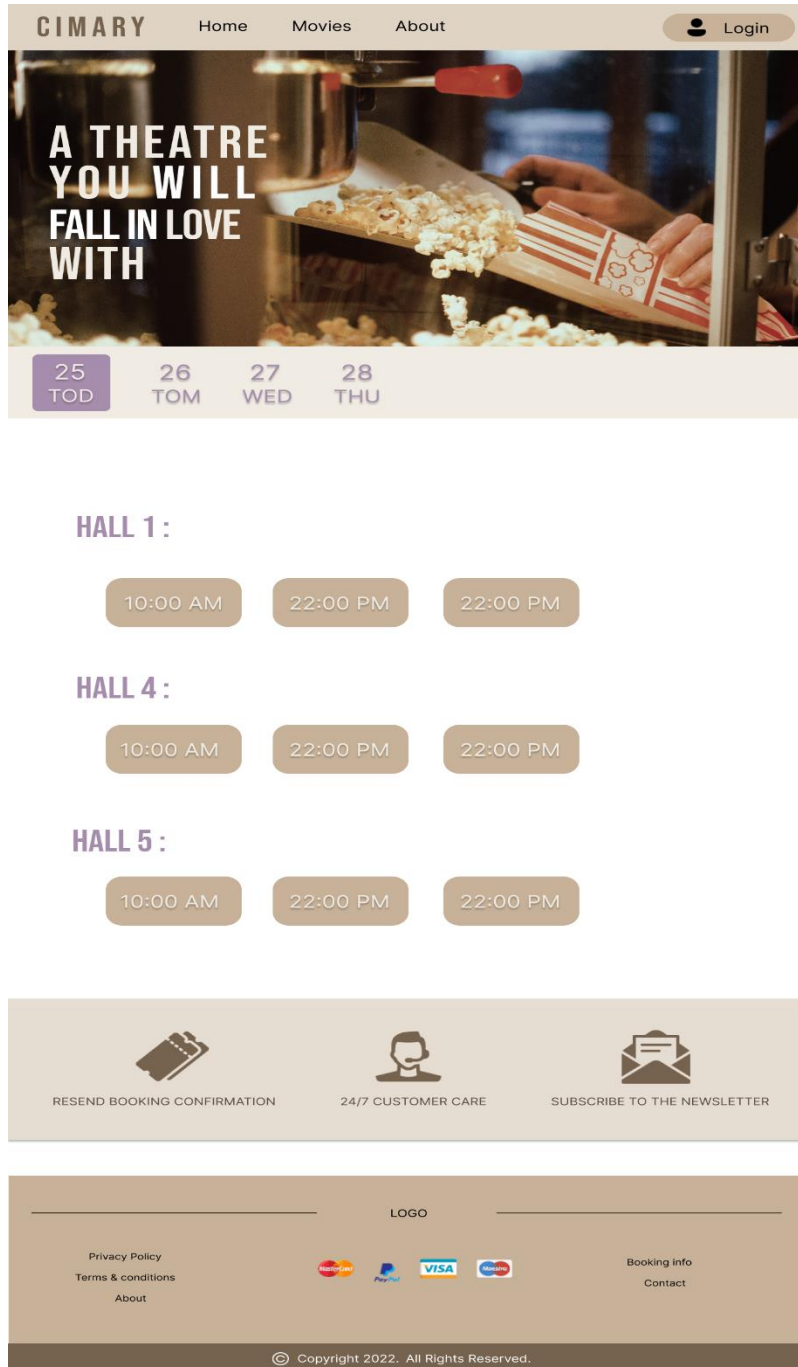 CIMARY Home Movies About Login
A THEATRE
YOU WILL
FALL IN LOVE
WITH
25 26 27 28
TOD TOM WED THU
HALL 1 :
10:00 AM 22:00 PM 22:00 PM
HALL 4 :
10:00 AM 22:00 PM 22:00 PM
HALL 5 :
10:00 AM 22:00 PM 22:00 PM
RESEND BOOKING CONFIRMATION 24/7 CUSTOMER CARE SUBSCRIBE TO THE NEWSLETTER
LOGO
Privacy Policy
Terms & conditions
About
MasterCard PayPal VISA Maestro
Booking info
Contact
© Copyright 2022. All Rights Reserved.